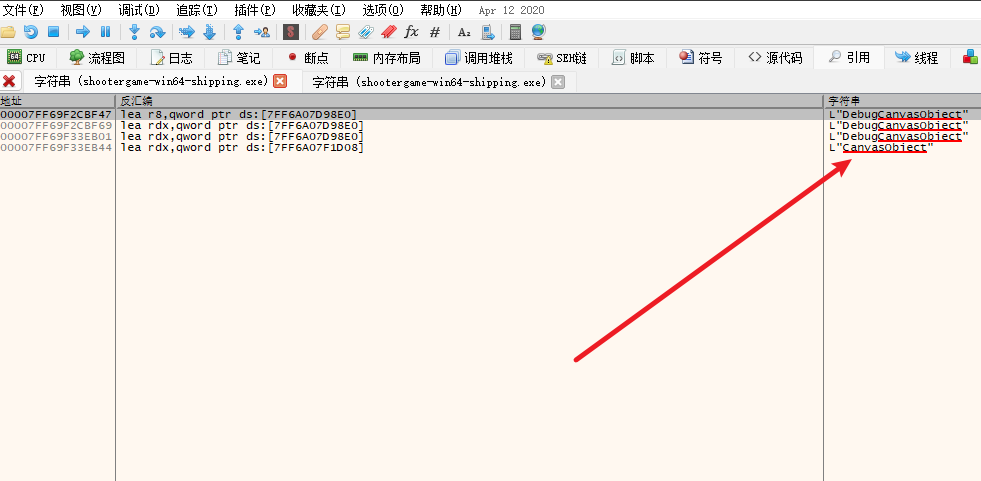 文件(F) 视图(V) 调试(D) 追踪(T) 插件(P) 收藏夹(I) 选项(O) 帮助(H) Apr 12 2020
S fx # A₂
CPU 流程图 日志 笔记 断点 内存布局 调用堆栈 SEH链 脚本 符号 源代码 引用 线程
字符串 (shootergame-win64-shipping.exe) 字符串 (shootergame-win64-shipping.exe)
地址 反汇编 字符串
00007FF69F2CBF47 lea r8,qword ptr ds:[7FF6A07D98E0] L"DebugCanvasObject"
00007FF69F2CBF69 lea rdx,qword ptr ds:[7FF6A07D98E0] L"DebugCanvasObject"
00007FF69F33EB01 lea rdx,qword ptr ds:[7FF6A07D98E0] L"DebugCanvasObject"
00007FF69F33EB44 lea rdx,qword ptr ds:[7FF6A07F1D08] L"CanvasObject"